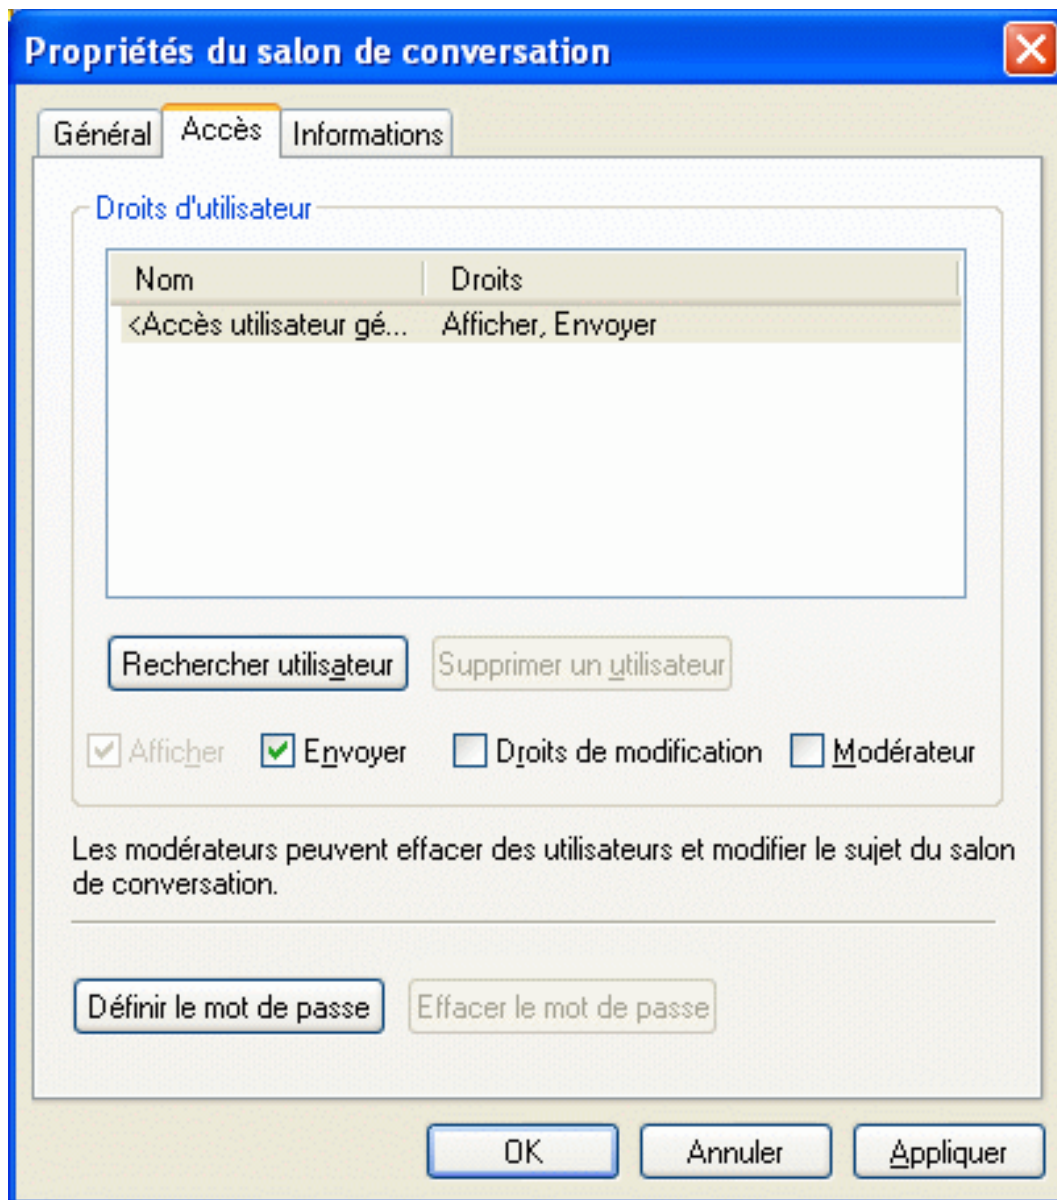 Propriétés du salon de conversation
Général Accès Informations
Droits d'utilisateur
Nom Droits
<Accès utilisateur gé... Afficher, Envoyer
Rechercher utilisateur Supprimer un utilisateur
Afficher Envoyer Droits de modification Modérateur
Les modérateurs peuvent effacer des utilisateurs et modifier le sujet du salon
de conversation.
Définir le mot de passe Effacer le mot de passe
OK Annuler Appliquer